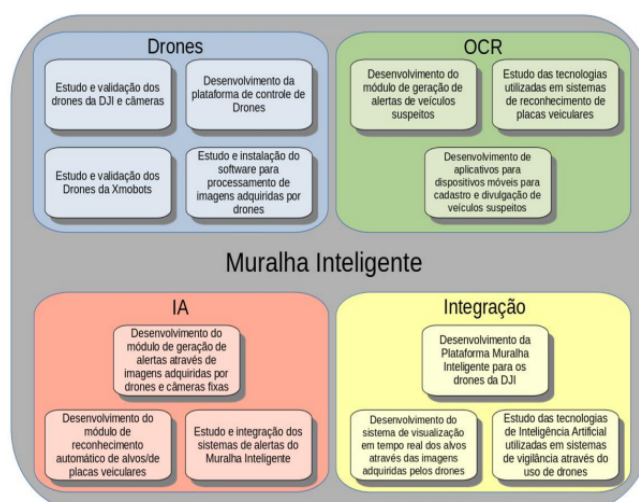 Drones
Estudo e validação dos
drones da DJI e câmeras
Desenvolvimento da
plataforma de controle de
Drones
Estudo e validação dos
Drones da Xmobots
Estudo e instalação do
software para
processamento de
imagens adquiridas por
drones
OCR
Desenvolvimento do
módulo de geração de
alertas de veículos
suspeitos
Estudo das tecnologias
utilizadas em sistemas
de reconhecimento de
placas veiculares
Desenvolvimento de
aplicativos para
dispositivos móveis para
cadastro e divulgação de
veículos suspeitos
Muralha Inteligente
IA
Desenvolvimento do
módulo de geração de
alertas através de
imagens adquiridas por
drones e câmeras fixas
Desenvolvimento do
módulo de
reconhecimento
automático de alvos/de
placas veiculares
Estudo e integração dos
sistemas de alertas do
Muralha Inteligente
Integração
Desenvolvimento da
Plataforma Muralha
Inteligente para os
drones da DJI
Desenvolvimento do
sistema de visualização
em tempo real dos alvos
através das imagens
adquiridas pelos drones
Estudo das tecnologias
de Inteligência Artificial
utilizadas em sistemas
de vigilância através do
uso de drones